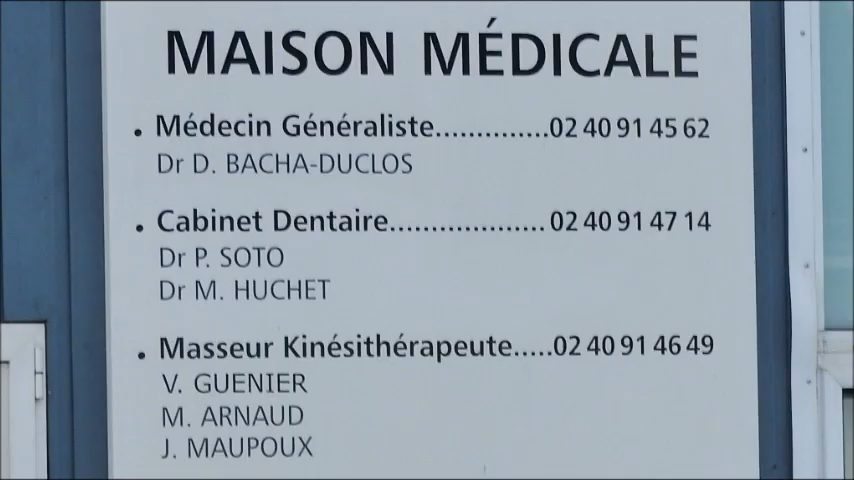 MAISON MÉDICALE
• Médecin Généraliste..............02 40 91 45 62
Dr D. BACHA-DUCLOS
• Cabinet Dentaire...................02 40 91 47 14
Dr P. SOTO
Dr M. HUCHET
• Masseur Kinésithérapeute.....02 40 91 46 49
V. GUENIER
M. ARNAUD
J. MAUPOUX